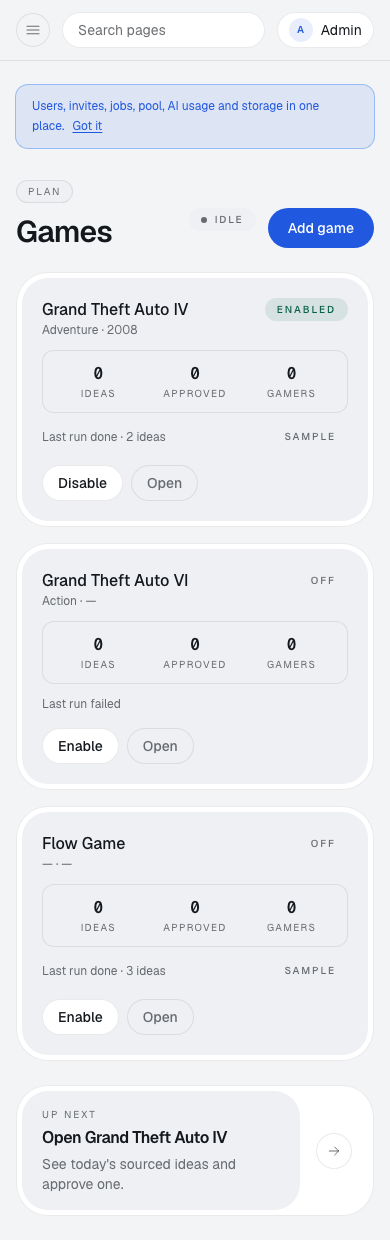 Search pages
A Admin
Users, invites, jobs, pool, AI usage and storage in one
place. Got it
PLAN
Games
IDLE
Add game
Grand Theft Auto IV
ENABLED
Adventure · 2008
0 0 0
IDEAS APPROVED GAMERS
Last run done · 2 ideas
SAMPLE
Disable Open
Grand Theft Auto VI
OFF
Action · —
0 0 0
IDEAS APPROVED GAMERS
Last run failed
Enable Open
Flow Game
OFF
— · —
0 0 0
IDEAS APPROVED GAMERS
Last run done · 3 ideas
SAMPLE
Enable Open
UP NEXT
Open Grand Theft Auto IV
See today's sourced ideas and
approve one.